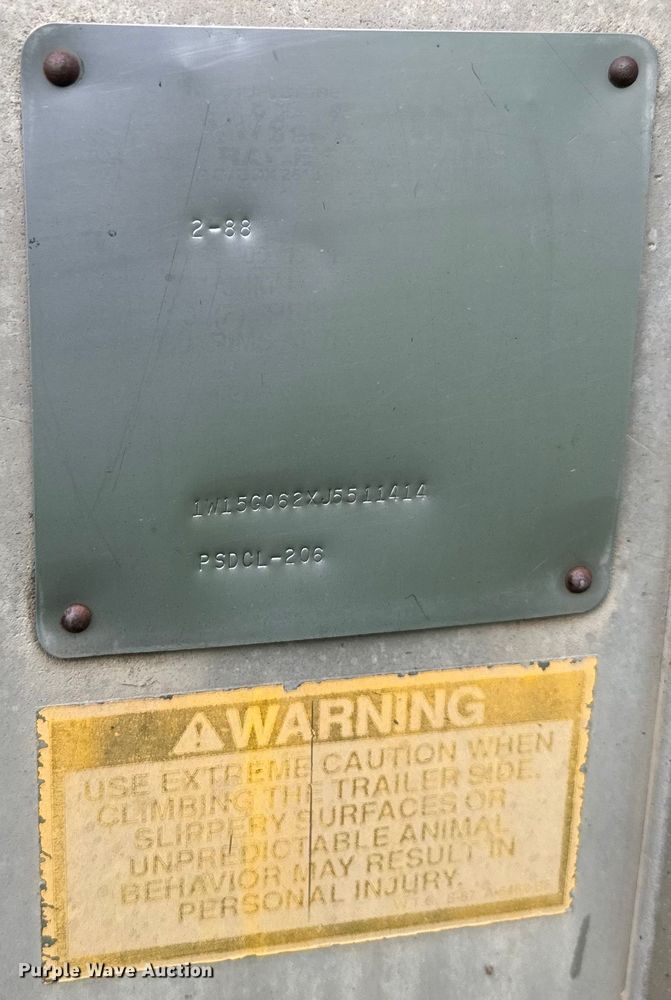 2-88
1W15G062XJ5511414
PSDCL-206
WARNING
USE EXTREME CAUTION WHEN
CLIMBING THE TRAILER SIDE.
SLIPPERY SURFACES OR
UNPREDICTABLE ANIMAL
BEHAVIOR MAY RESULT IN
PERSONAL INJURY.
Purple Wave Auction